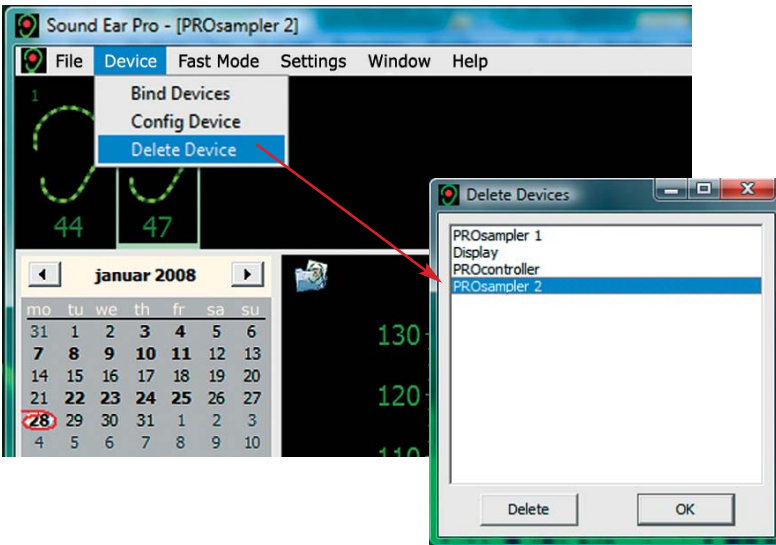 Sound Ear Pro - [PROsampler 2]
File Device Fast Mode Settings Window Help
1
Bind Devices
Config Device
Delete Device
44 47
januar 2008
mo tu we th fr sa su
31 1 2 3 4 5 6
7 8 9 10 11 12 13
14 15 16 17 18 19 20
21 22 23 24 25 26 27
28 29 30 31 1 2 3
4 5 6 7 8 9 10
130
120
110
Delete Devices
PROsampler 1
Display
PROcontroller
PROsampler 2
Delete OK